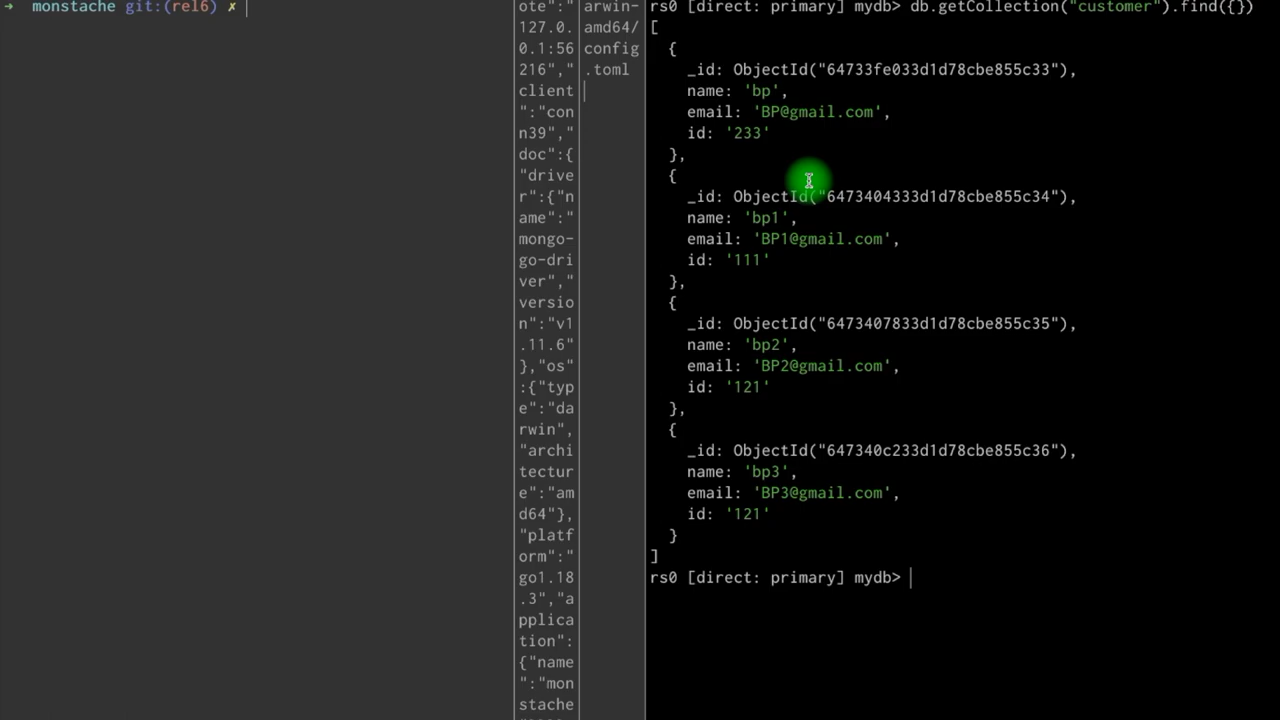 ➜ monstache git:(rel6) ✗
ote":"
127.0.
0.1:56
216","
client
":"con
n39","
doc":{
"drive
r":{"n
ame":"
mongo-
go-dri
ver","
versio
n":"v1
.11.6"
},"os"
:{"typ
e":"da
rwin",
"archi
tectur
e":"am
d64"},
"platf
orm":"
go1.18
.3","a
pplica
tion":
{"name
":"mon
stache
arwin-
amd64/
config
.toml
rs0 [direct: primary] mydb> db.getCollection("customer").find({})
[
{
_id: ObjectId("64733fe033d1d78cbe855c33"),
name: 'bp',
email: 'BP@gmail.com',
id: '233'
},
{
_id: ObjectId("6473404333d1d78cbe855c34"),
name: 'bp1',
email: 'BP1@gmail.com',
id: '111'
},
{
_id: ObjectId("6473407833d1d78cbe855c35"),
name: 'bp2',
email: 'BP2@gmail.com',
id: '121'
},
{
_id: ObjectId("647340c233d1d78cbe855c36"),
name: 'bp3',
email: 'BP3@gmail.com',
id: '121'
}
]
rs0 [direct: primary] mydb>